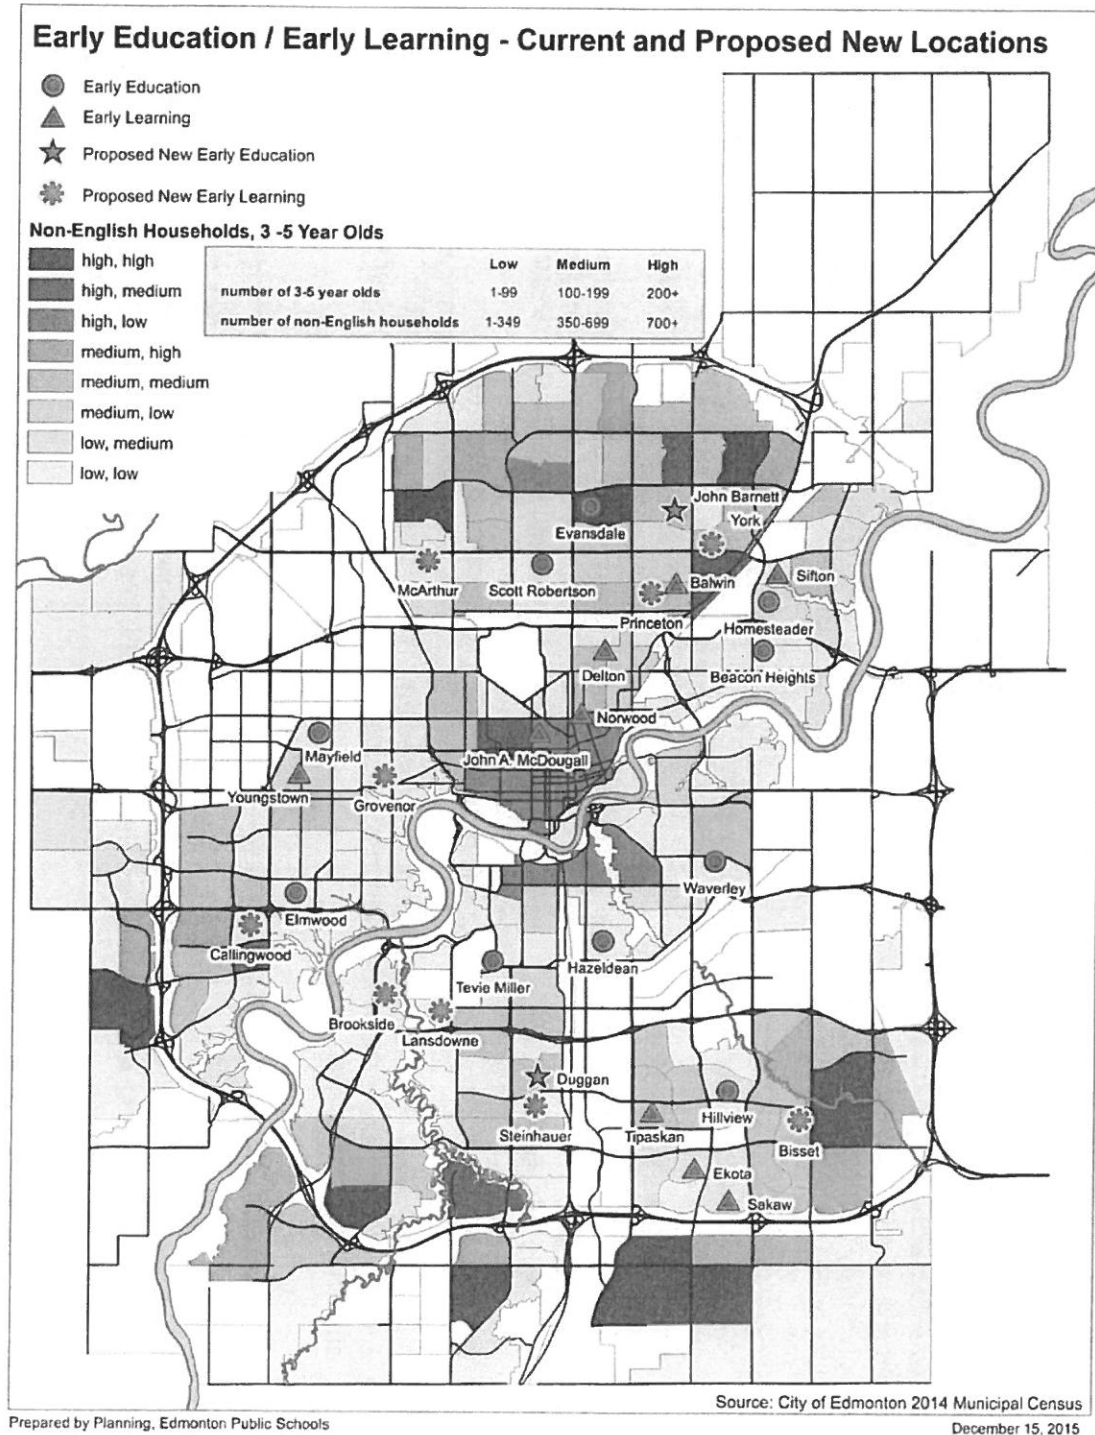 Early Education / Early Learning - Current and Proposed New Locations
Early Education
Early Learning
Proposed New Early Education
Proposed New Early Learning
Non-English Households, 3 -5 Year Olds
high, high
high, medium
high, low
medium, high
medium, medium
medium, low
low, medium
low, low
Low Medium High
number of 3-5 year olds 1-99 100-199 200+
number of non-English households 1-349 350-699 700+
John Barnett
Evansdale
York
McArthur
Scott Robertson
Balwin
Sifton
Princeton
Homesteader
Delton
Beacon Heights
Norwood
Mayfield
John A. McDougall
Youngstown
Grovenor
Waverley
Elmwood
Callingwood
Hazeldean
Tevie Miller
Brookside
Lansdowne
Duggan
Steinhauer
Tipaskan
Hillview
Bisset
Ekota
Sakaw
Source: City of Edmonton 2014 Municipal Census
Prepared by Planning, Edmonton Public Schools
December 15, 2015